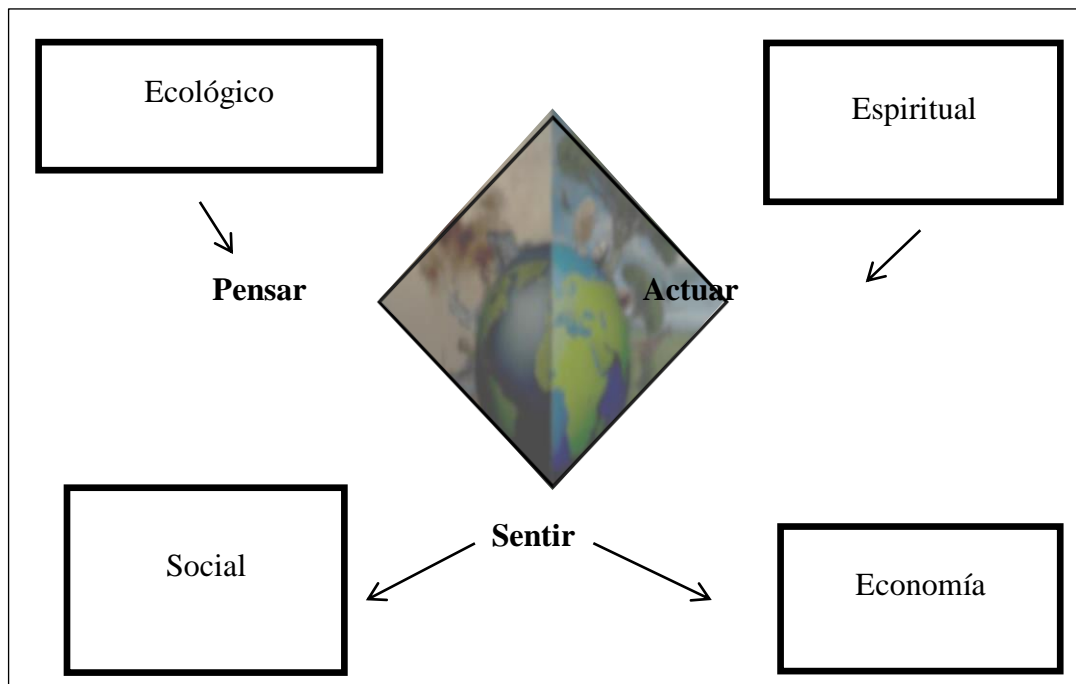 Ecológico
Espiritual
Pensar
Actuar
Sentir
Social
Economía